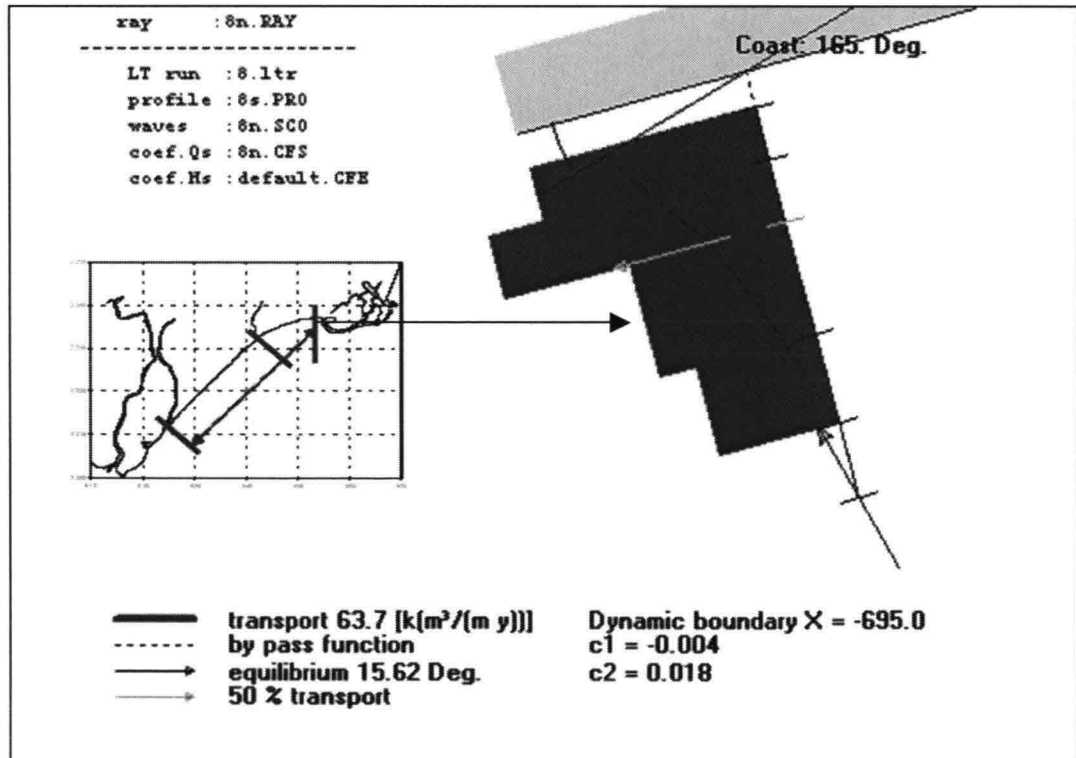 ray :8n.RAY
LT run :8.ltr
profile :8s.PRO
waves :8n.SCO
coef.Qs :8n.CFS
coef.Hs :default.CFE
Coast: 165. Deg.
transport 63.7 [k(m³/(m y))]
by pass function
equilibrium 15.62 Deg.
50 % transport
Dynamic boundary X = -695.0
c1 = -0.004
c2 = 0.018